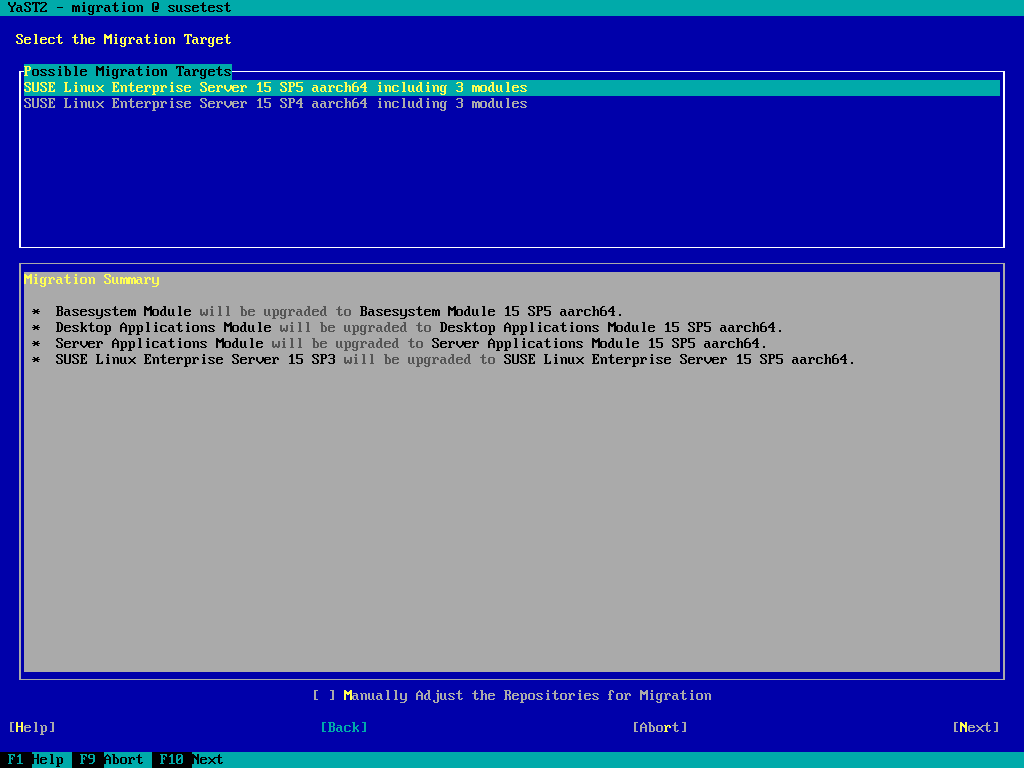 YaST2 - migration @ susetest
Select the Migration Target
Possible Migration Targets
SUSE Linux Enterprise Server 15 SP5 aarch64 including 3 modules
SUSE Linux Enterprise Server 15 SP4 aarch64 including 3 modules
Migration Summary
* Basesystem Module will be upgraded to Basesystem Module 15 SP5 aarch64.
* Desktop Applications Module will be upgraded to Desktop Applications Module 15 SP5 aarch64.
* Server Applications Module will be upgraded to Server Applications Module 15 SP5 aarch64.
* SUSE Linux Enterprise Server 15 SP3 will be upgraded to SUSE Linux Enterprise Server 15 SP5 aarch64.
[ ] Manually Adjust the Repositories for Migration
[Help] [Back] [Abort] [Next]
F1 Help F9 Abort F10 Next